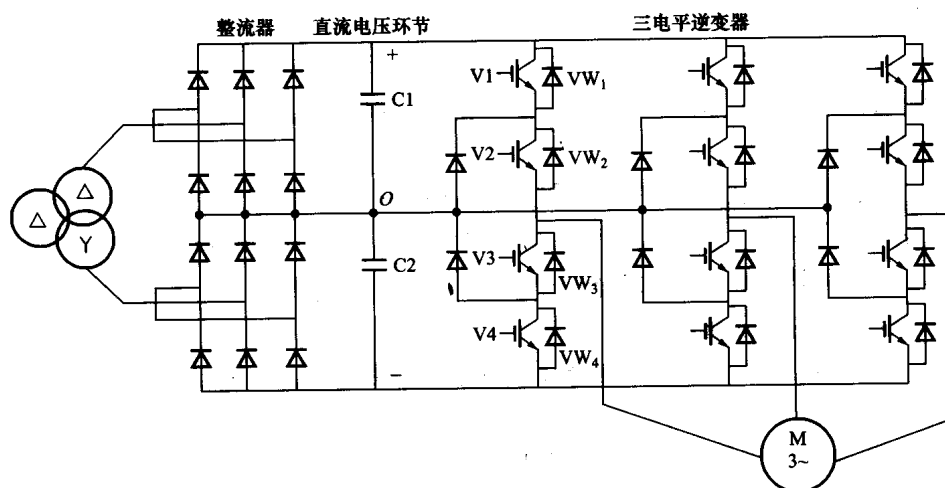 整流器 直流电压环节 三电平逆变器
+
V1 VW1
C1
V2 VW2
△
O
△
Y
C2
V3 VW3
V4 VW4
−
M
3~